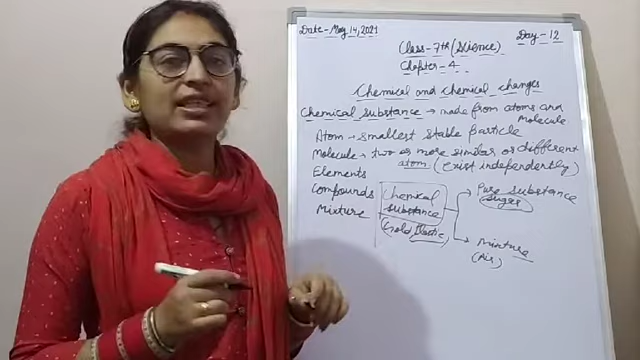 Date - May 14, 2021
Class - 7th (Science)
Day - 12
Chapter - 4
Chemical and chemical changes
Chemical substance → made from atoms and
Molecule
Atom → smallest stable particle
Molecule → two or more similar or different
atom (exist independently)
Elements
Compounds
Mixture
Chemical
substance
(Gold Plastic)
Pure substance
Sugar
Mixture
(Air)